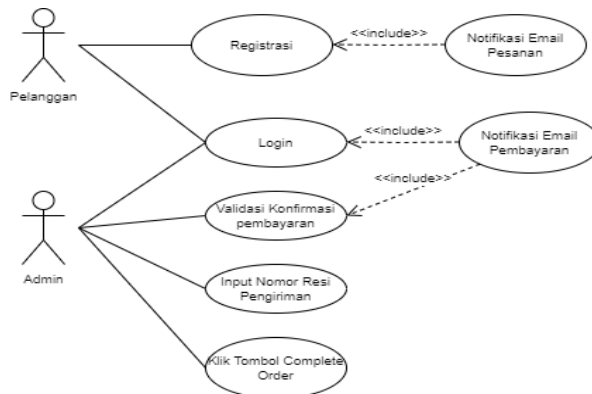 Registrasi
<<include>>
Notifikasi Email
Pesanan
Pelanggan
Login
<<include>>
Notifikasi Email
Pembayaran
<<include>>
Validasi Konfirmasi
pembayaran
Admin
Input Nomor Resi
Pengiriman
Klik Tombol Complete
Order